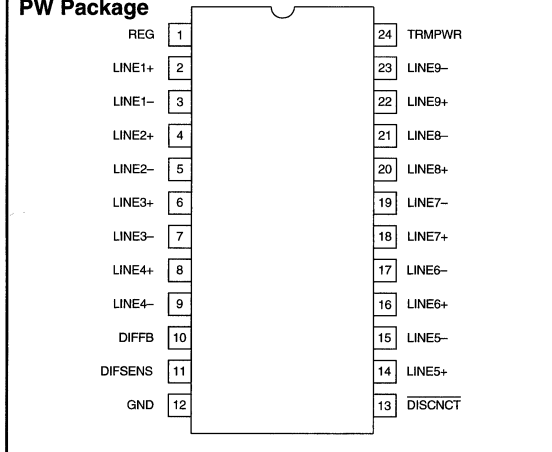 PW Package
REG 1 24 TRMPWR
LINE1+ 2 23 LINE9–
LINE1– 3 22 LINE9+
LINE2+ 4 21 LINE8–
LINE2– 5 20 LINE8+
LINE3+ 6 19 LINE7–
LINE3– 7 18 LINE7+
LINE4+ 8 17 LINE6–
LINE4– 9 16 LINE6+
DIFFB 10 15 LINE5–
DIFSENS 11 14 LINE5+
GND 12 13 DISCNCT